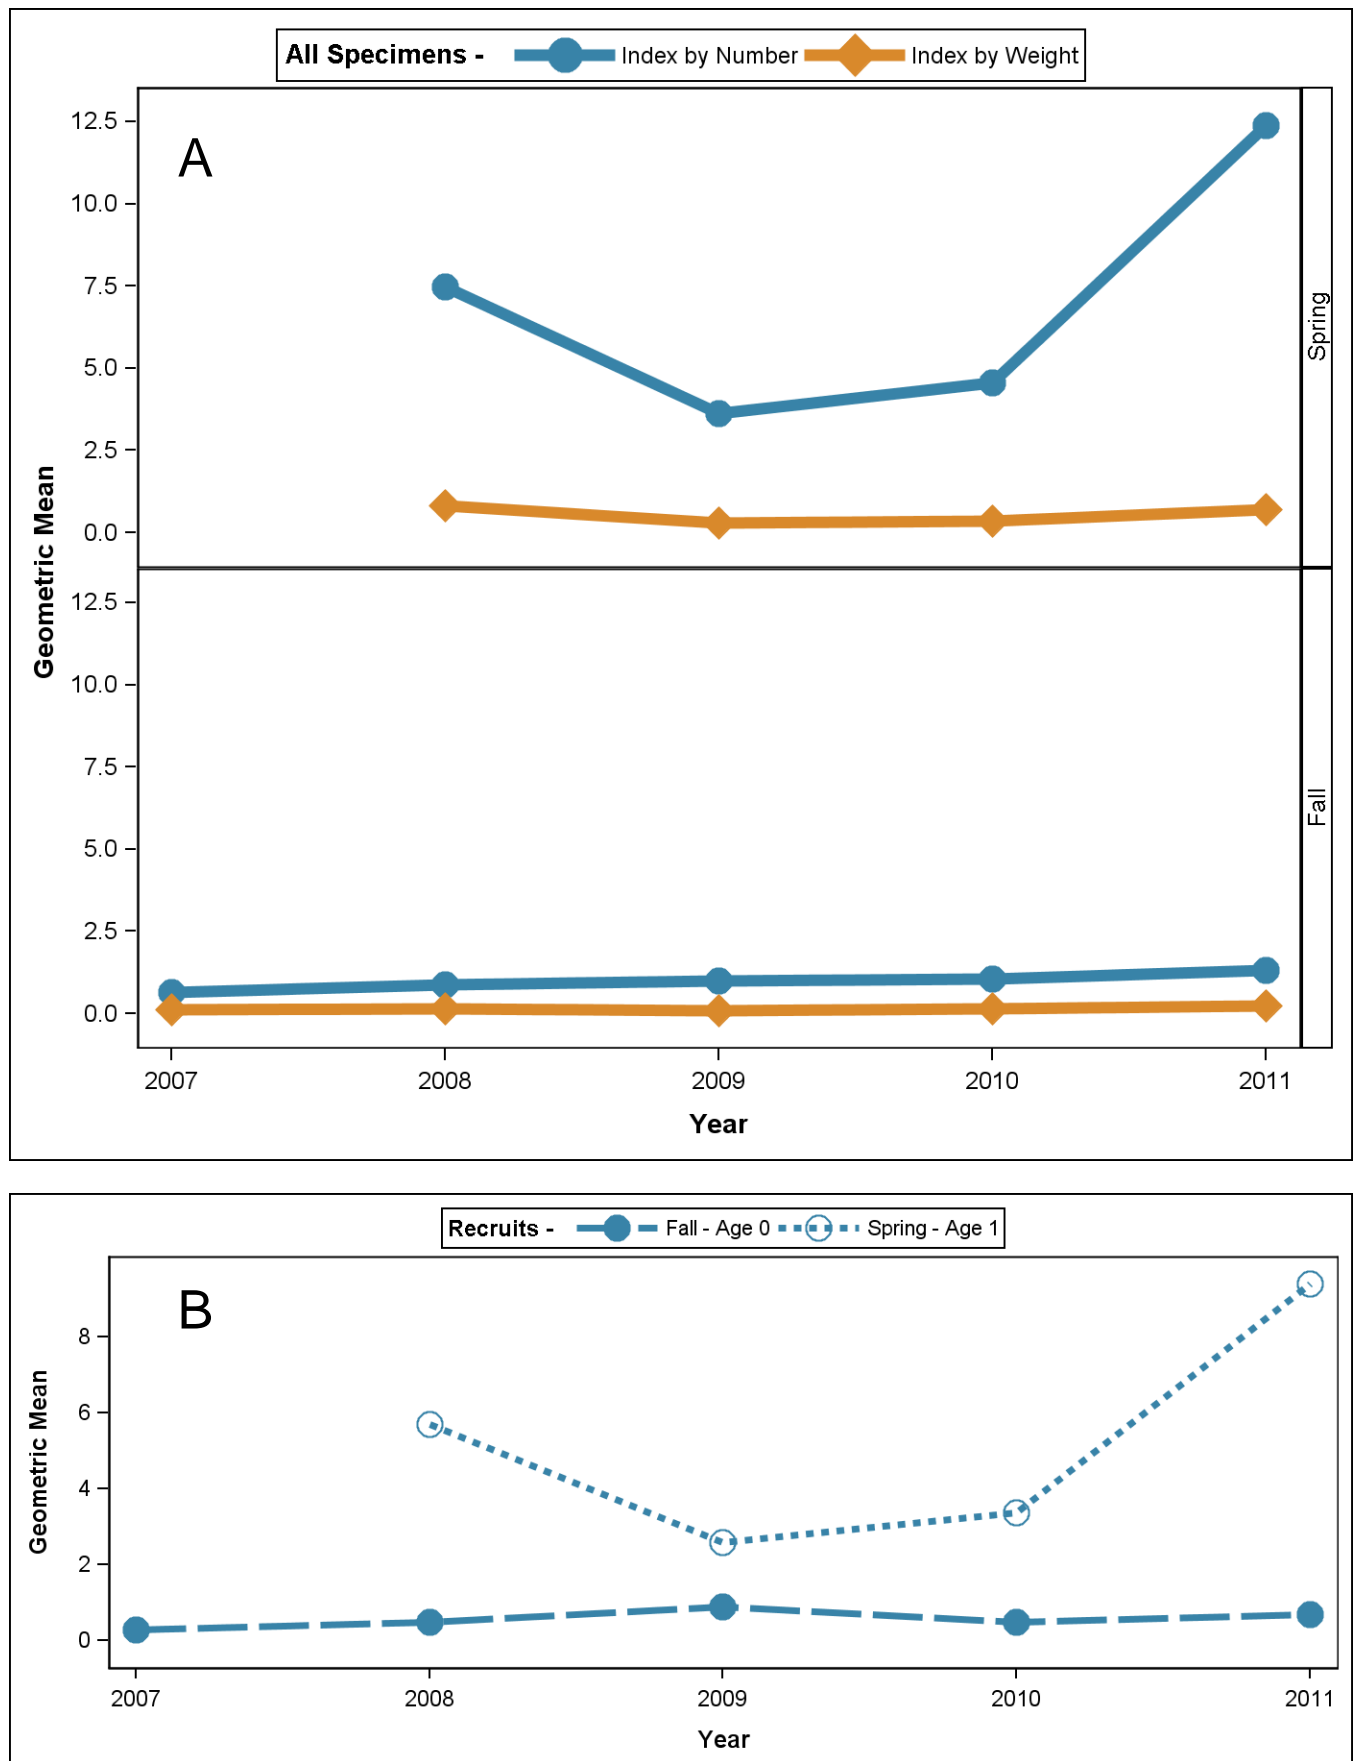 All Specimens - Index by Number Index by Weight
A
12.5
10.0
7.5
5.0
2.5
0.0
Spring
Geometric Mean
12.5
10.0
7.5
5.0
2.5
0.0
Fall
2007 2008 2009 2010 2011
Year
Recruits - Fall - Age 0 Spring - Age 1
B
8
6
4
2
0
Geometric Mean
2007 2008 2009 2010 2011
Year